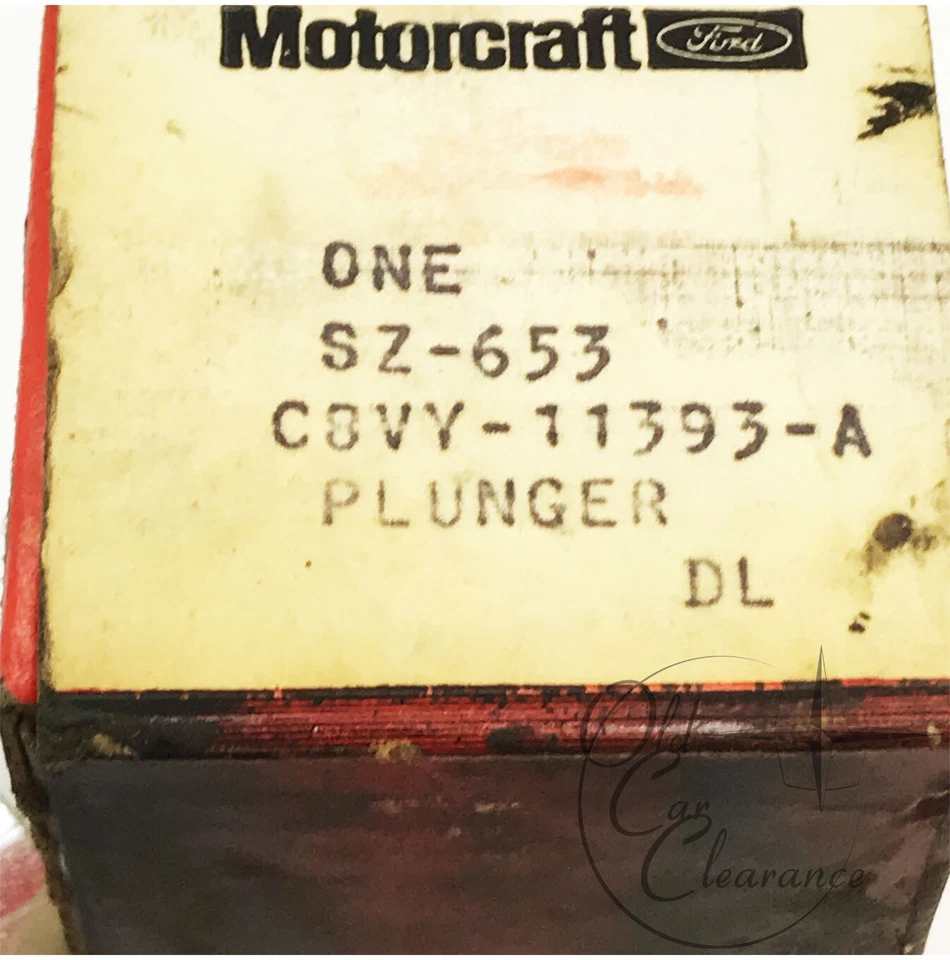 Motorcraft Ford
ONE
SZ-653
C8VY-11393-A
PLUNGER
DL
Old
Car
Clearance